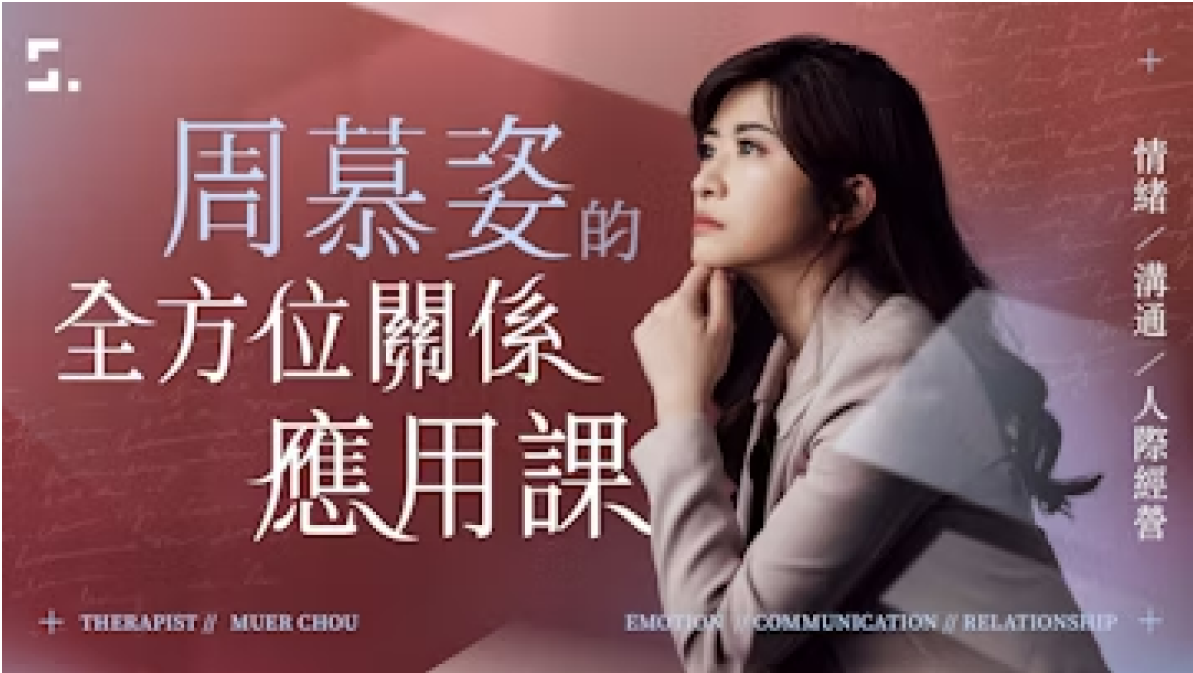 周慕姿的
全方位關係
應用課
情緒／溝通／人際經營
THERAPIST // MUER CHOU
EMOTION // COMMUNICATION // RELATIONSHIP